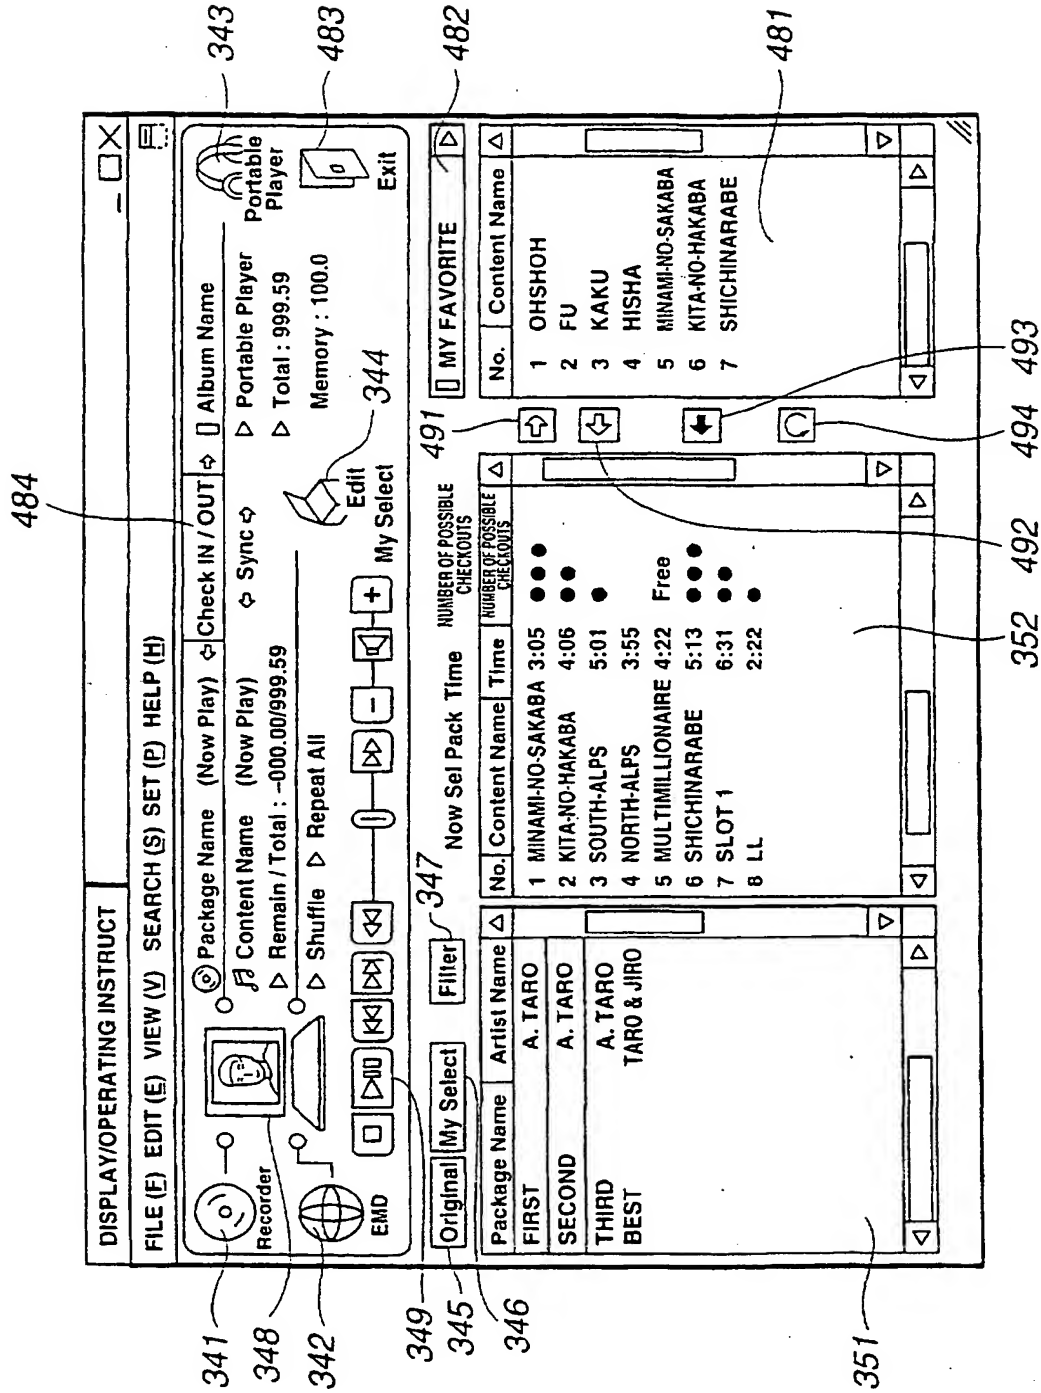 484
DISPLAY/OPERATING INSTRUCT
FILE (F) EDIT (E) VIEW (V) SEARCH (S) SET (P) HELP (H)
341
Recorder
348
342
EMD
Package Name (Now Play)
Check IN / OUT
Album Name
Content Name (Now Play)
Sync
Portable Player
Remain / Total : -000.00/999.59
Total : 999.59
Memory : 100.0
Shuffle
Repeat All
Edit
My Select
344
Portable
Player
343
Exit
483
349
345
346
Original
My Select
Filter
347
Now Sel Pack Time
NUMBER OF POSSIBLE
CHECKOUTS
491
MY FAVORITE
482
Package Name Artist Name
FIRST A. TARO
SECOND A. TARO
THIRD A. TARO
BEST TARO & JIRO
351
No. Content Name Time NUMBER OF POSSIBLE
CHECKOUTS
1 MINAMI-NO-SAKABA 3:05 ●●●
2 KITA-NO-HAKABA 4:06 ●●
3 SOUTH-ALPS 5:01 ●
4 NORTH-ALPS 3:55
5 MULTIMILLIONAIRE 4:22 Free
6 SHICHINARABE 5:13 ●●●
7 SLOT 1 6:31 ●●
8 LL 2:22 ●
352
492
493
494
No. Content Name
1 OHSHOH
2 FU
3 KAKU
4 HISHA
5 MINAMI-NO-SAKABA
6 KITA-NO-HAKABA
7 SHICHINARABE
481